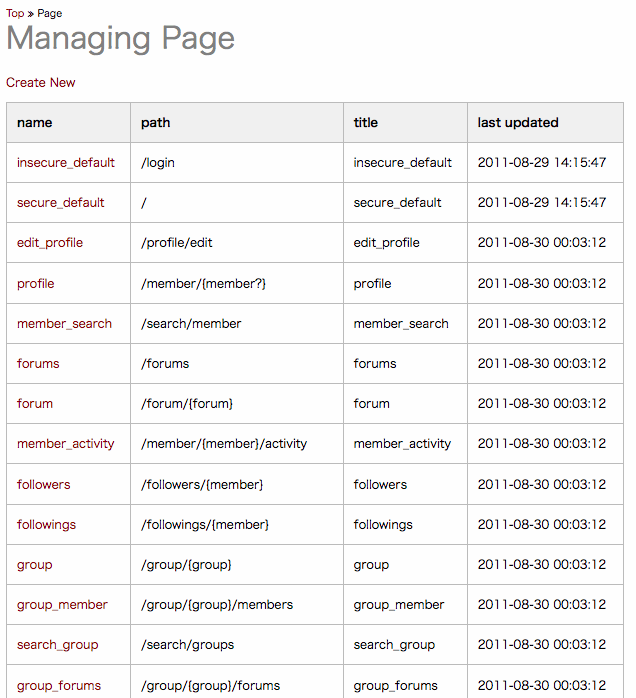 Top » Page
Managing Page
Create New
name path title last updated
insecure_default /login insecure_default 2011-08-29 14:15:47
secure_default / secure_default 2011-08-29 14:15:47
edit_profile /profile/edit edit_profile 2011-08-30 00:03:12
profile /member/{member?} profile 2011-08-30 00:03:12
member_search /search/member member_search 2011-08-30 00:03:12
forums /forums forums 2011-08-30 00:03:12
forum /forum/{forum} forum 2011-08-30 00:03:12
member_activity /member/{member}/activity member_activity 2011-08-30 00:03:12
followers /followers/{member} followers 2011-08-30 00:03:12
followings /followings/{member} followings 2011-08-30 00:03:12
group /group/{group} group 2011-08-30 00:03:12
group_member /group/{group}/members group_member 2011-08-30 00:03:12
search_group /search/groups search_group 2011-08-30 00:03:12
group_forums /group/{group}/forums group_forums 2011-08-30 00:03:12